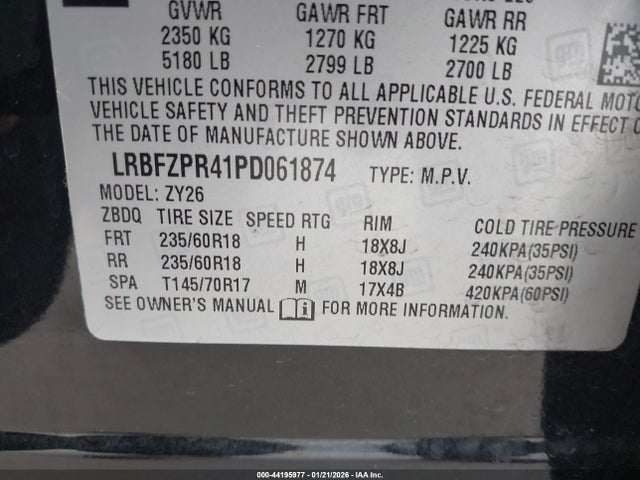 GVWR GAWR FRT GAWR RR
2350 KG 1270 KG 1225 KG
5180 LB 2799 LB 2700 LB
THIS VEHICLE CONFORMS TO ALL APPLICABLE U.S. FEDERAL MOTO
VEHICLE SAFETY AND THEFT PREVENTION STANDARDS IN EFFECT O
THE DATE OF MANUFACTURE SHOWN ABOVE.
LRBFZPR41PD061874 TYPE: M.P.V.
MODEL: ZY26
ZBDQ TIRE SIZE SPEED RTG RIM COLD TIRE PRESSURE
FRT 235/60R18 H 18X8J 240KPA(35PSI)
RR 235/60R18 H 18X8J 240KPA(35PSI)
SPA T145/70R17 M 17X4B 420KPA(60PSI)
SEE OWNER'S MANUAL i FOR MORE INFORMATION.
000-44195977 - 01/21/2026 - IAAI.COM